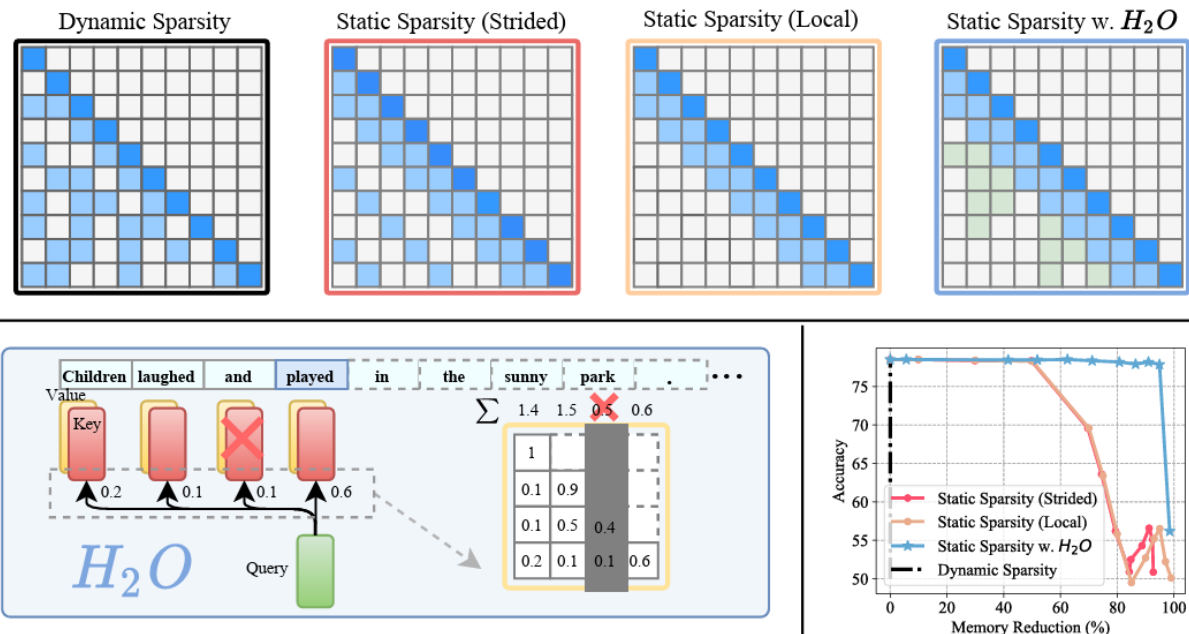 Dynamic Sparsity
Static Sparsity (Strided)
Static Sparsity (Local)
Static Sparsity w. H₂O
Children laughed and played in the sunny park . ...
Value
Key
0.2 0.1 0.1 0.6
H₂O
Query
∑ 1.4 1.5 0.5 0.6
1
0.1 0.9
0.1 0.5 0.4
0.2 0.1 0.1 0.6
Accuracy
75
70
65
60
55
50
Static Sparsity (Strided)
Static Sparsity (Local)
Static Sparsity w. H₂O
Dynamic Sparsity
0 20 40 60 80 100
Memory Reduction (%)